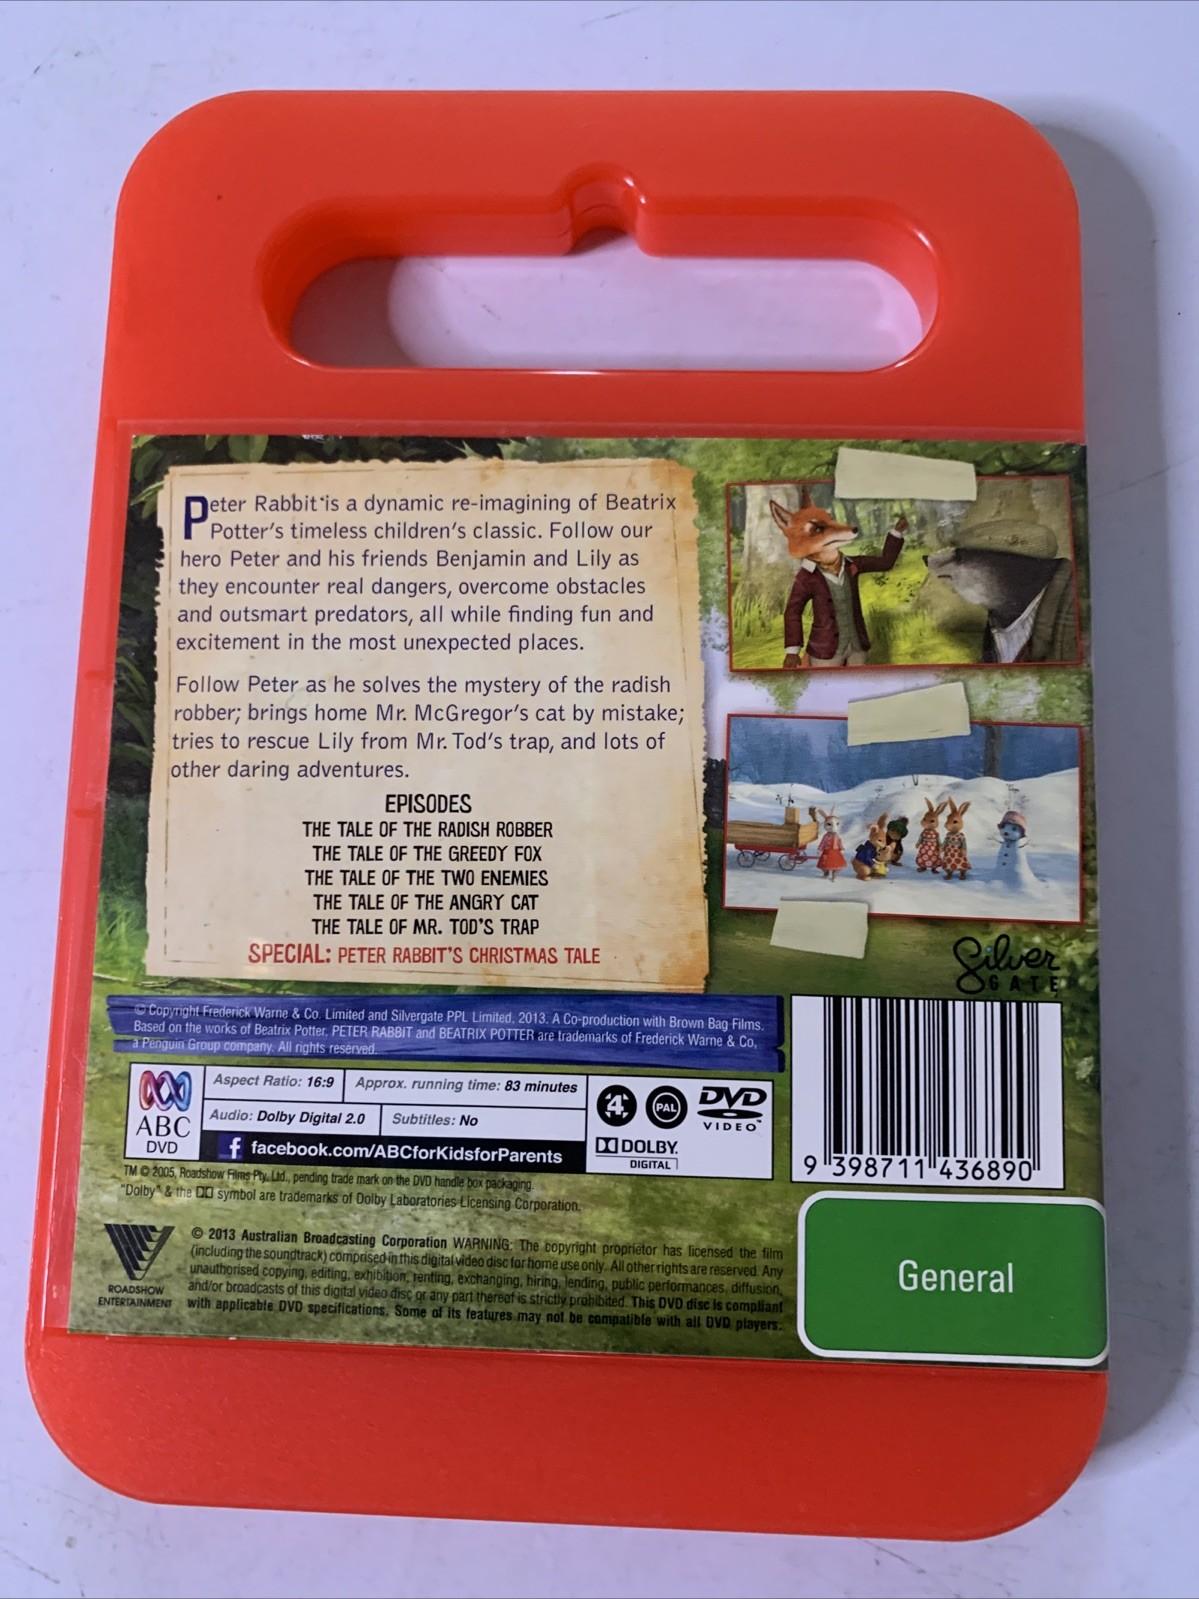 Peter Rabbit is a dynamic re-imagining of Beatrix
Potter's timeless children's classic. Follow our
hero Peter and his friends Benjamin and Lily as
they encounter real dangers, overcome obstacles
and outsmart predators, all while finding fun and
excitement in the most unexpected places.
Follow Peter as he solves the mystery of the radish
robber; brings home Mr. McGregor's cat by mistake;
tries to rescue Lily from Mr. Tod's trap, and lots of
other daring adventures.
EPISODES
THE TALE OF THE RADISH ROBBER
THE TALE OF THE GREEDY FOX
THE TALE OF THE TWO ENEMIES
THE TALE OF THE ANGRY CAT
THE TALE OF MR. TOD'S TRAP
SPECIAL: PETER RABBIT'S CHRISTMAS TALE
Silver
GATE
© Copyright Frederick Warne & Co. Limited and Silvergate PPL Limited, 2013. A Co-production with Brown Bag Films.
Based on the works of Beatrix Potter. PETER RABBIT and BEATRIX POTTER are trademarks of Frederick Warne & Co,
a Penguin Group company. All rights reserved.
ABC
DVD
Aspect Ratio: 16:9
Approx. running time: 83 minutes
Audio: Dolby Digital 2.0
Subtitles: No
f facebook.com/ABCforKidsforParents
4
PAL
DVD
VIDEO™
DOLBY
DIGITAL
9 398711 436890
TM © 2005, Roadshow Films Pty. Ltd., pending trade mark on the DVD handle box packaging.
"Dolby" & the DD symbol are trademarks of Dolby Laboratories Licensing Corporation.
ROADSHOW
ENTERTAINMENT
© 2013 Australian Broadcasting Corporation WARNING: The copyright proprietor has licensed the film
(including the soundtrack) comprised in this digital video disc for home use only. All other rights are reserved. Any
unauthorised copying, editing, exhibition, renting, exchanging, hiring, lending, public performances, diffusion,
and/or broadcasts of this digital video disc or any part thereof is strictly prohibited. This DVD disc is compliant
with applicable DVD specifications. Some of its features may not be compatible with all DVD players.
General